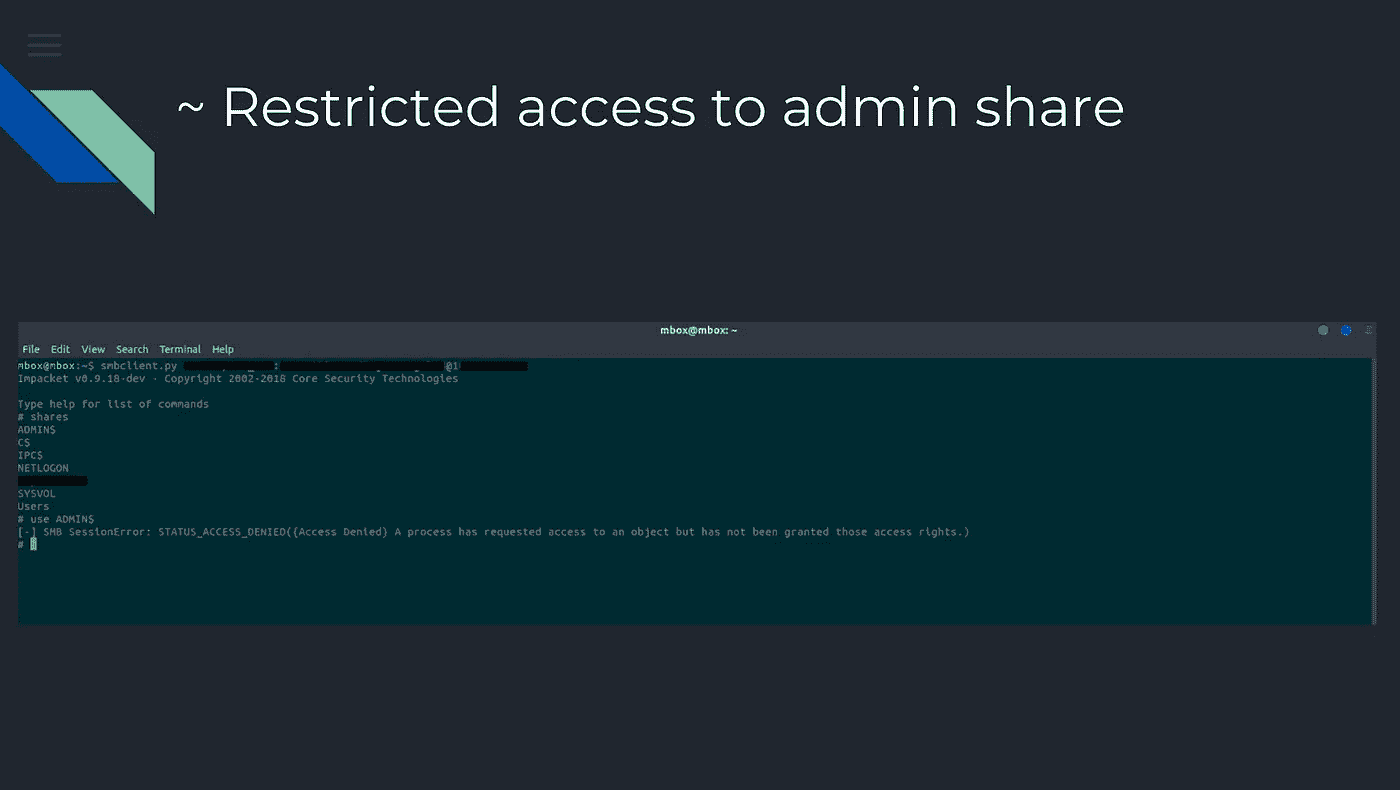 ~ Restricted access to admin share
mbox@mbox: ~
File Edit View Search Terminal Help
mbox@mbox:~$ smbclient.py : @1
Impacket v0.9.18-dev - Copyright 2002-2018 Core Security Technologies
Type help for list of commands
# shares
ADMIN$
C$
IPC$
NETLOGON
SYSVOL
Users
# use ADMIN$
[-] SMB SessionError: STATUS_ACCESS_DENIED({Access Denied} A process has requested access to an object but has not been granted those access rights.)
#